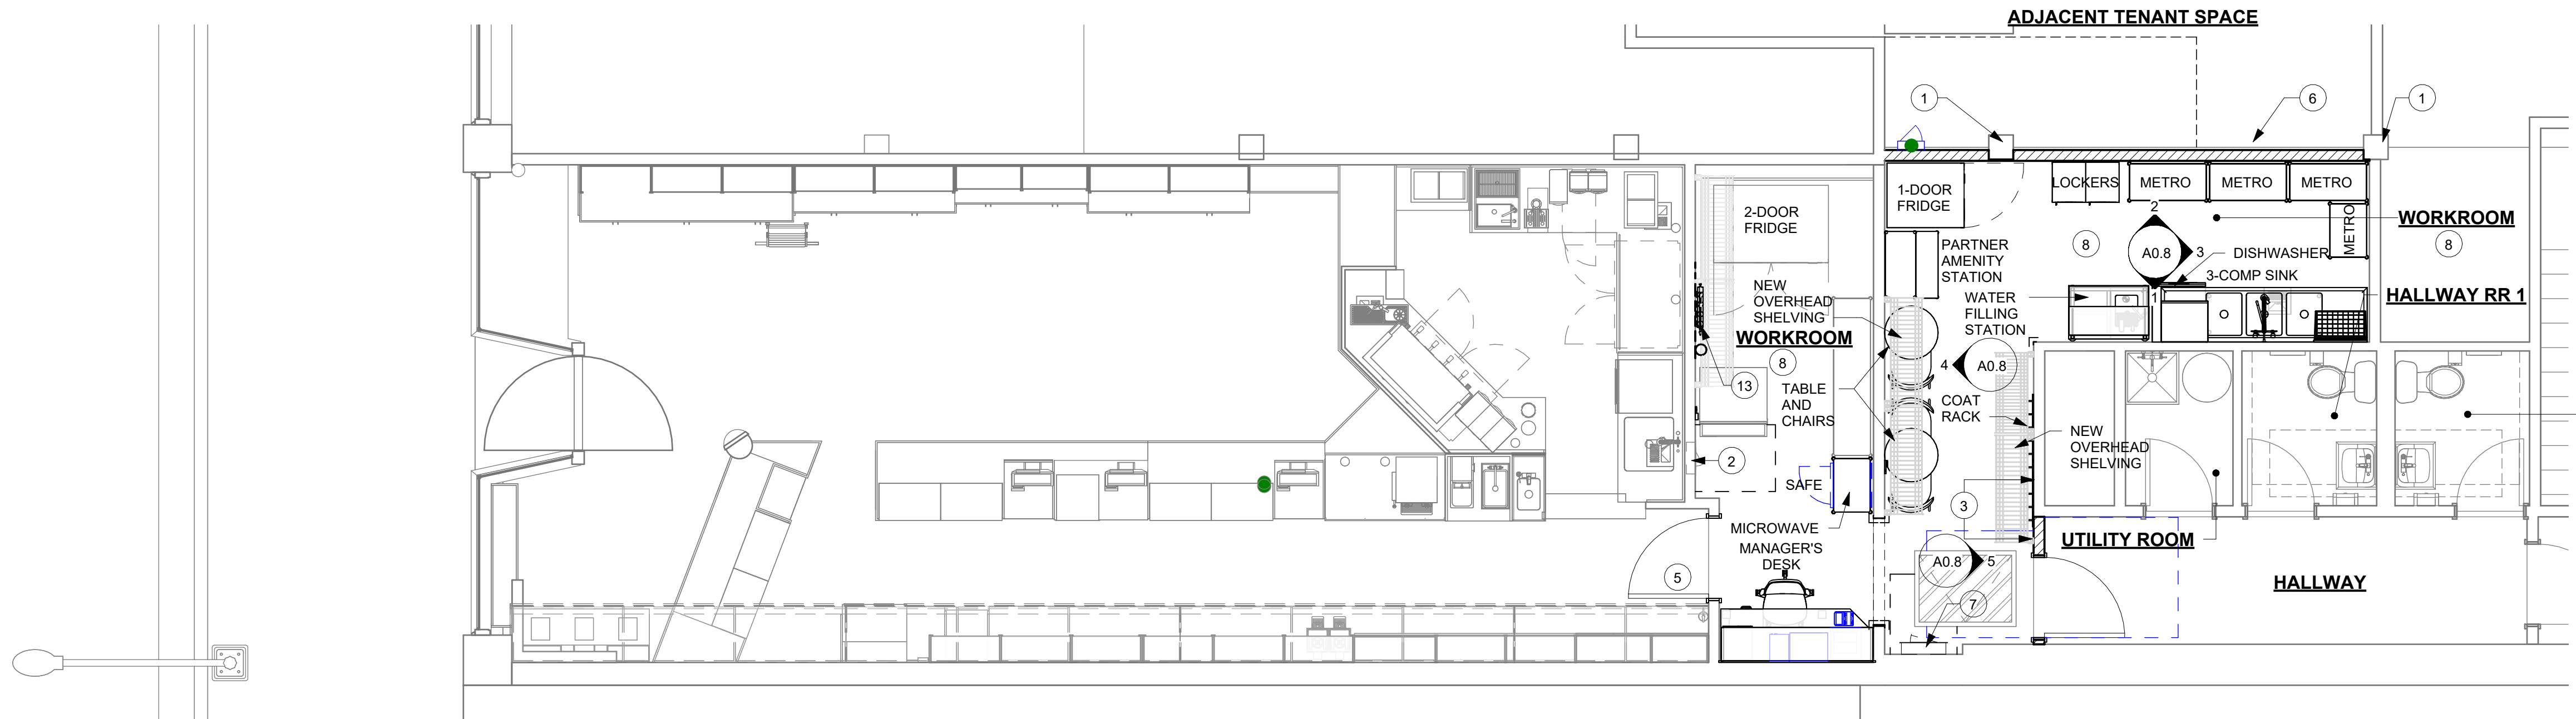 ADJACENT TENANT SPACE
1
6
1
1-DOOR
FRIDGE
LOCKERS
METRO
METRO
METRO
METRO
2
A0.8
3
1
WORKROOM
8
8
2-DOOR
FRIDGE
PARTNER
AMENITY
STATION
DISHWASHER
3-COMP SINK
NEW
OVERHEAD
SHELVING
WATER
FILLING
STATION
HALLWAY RR 1
WORKROOM
8
4
A0.8
13
TABLE
AND
CHAIRS
COAT
RACK
NEW
OVERHEAD
SHELVING
2
SAFE
3
MICROWAVE
MANAGER'S
DESK
UTILITY ROOM
5
A0.8
5
HALLWAY
7